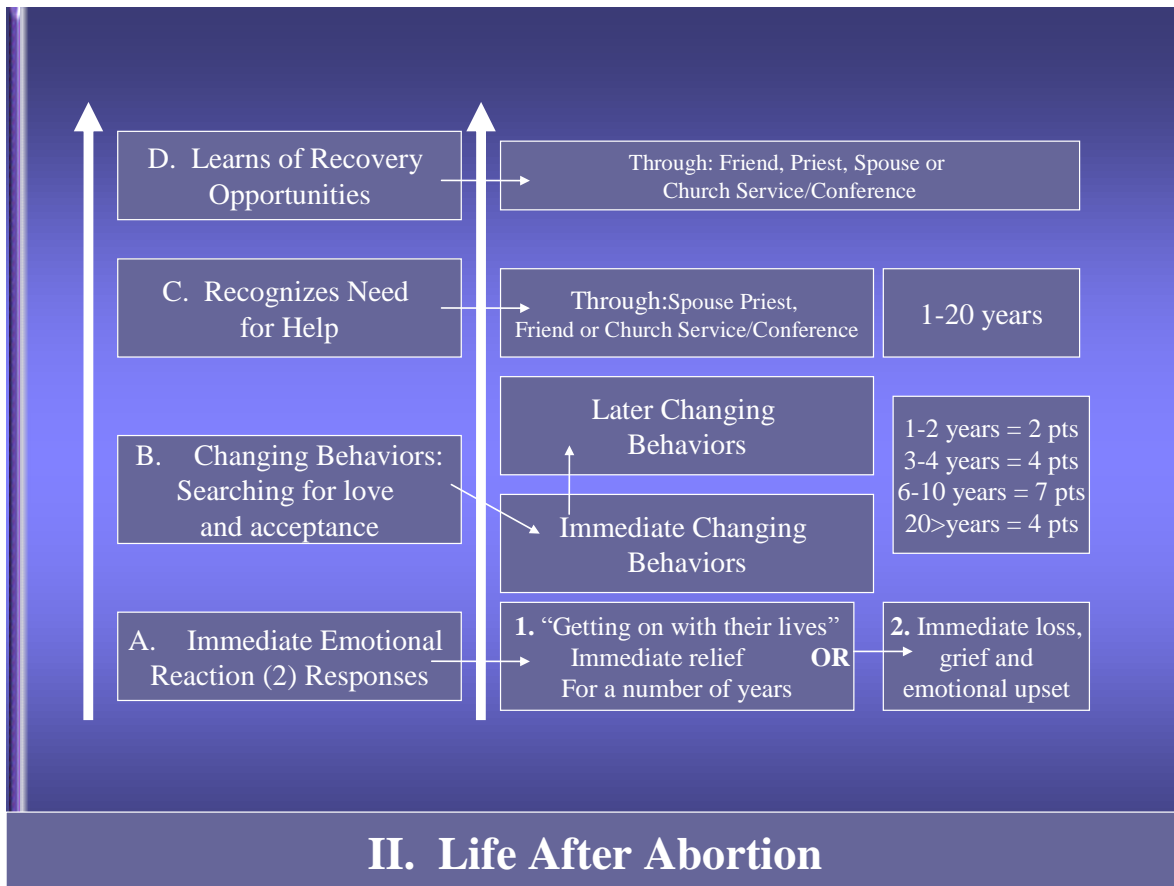 D. Learns of Recovery
Opportunities
Through: Friend, Priest, Spouse or
Church Service/Conference
C. Recognizes Need
for Help
Through:Spouse Priest,
Friend or Church Service/Conference
1-20 years
B. Changing Behaviors:
Searching for love
and acceptance
Later Changing
Behaviors
Immediate Changing
Behaviors
1-2 years = 2 pts
3-4 years = 4 pts
6-10 years = 7 pts
20>years = 4 pts
A. Immediate Emotional
Reaction (2) Responses
1. “Getting on with their lives”
Immediate relief OR
For a number of years
2. Immediate loss,
grief and
emotional upset
II. Life After Abortion